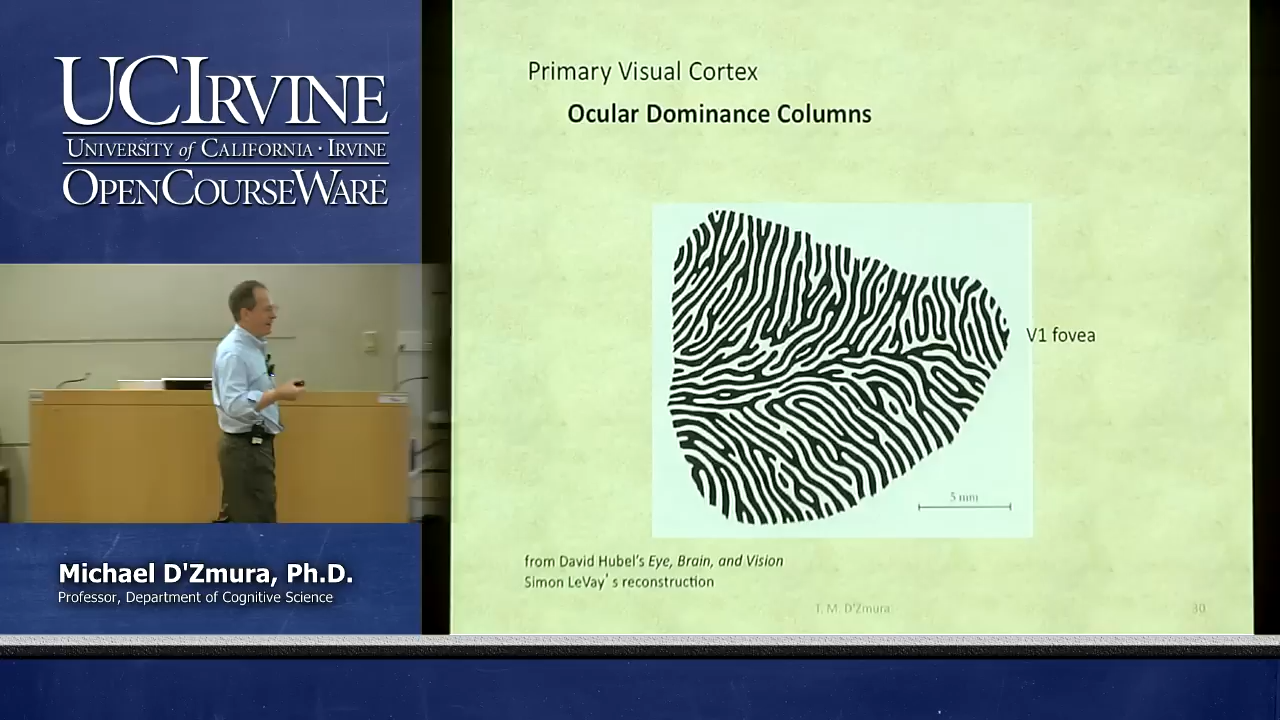 UCIRVINE
UNIVERSITY of CALIFORNIA · IRVINE
OPENCOURSEWARE
Michael D'Zmura, Ph.D.
Professor, Department of Cognitive Science
Primary Visual Cortex
Ocular Dominance Columns
V1 fovea
5 mm
from David Hubel's Eye, Brain, and Vision
Simon LeVay's reconstruction
T. M. D'Zmura
30